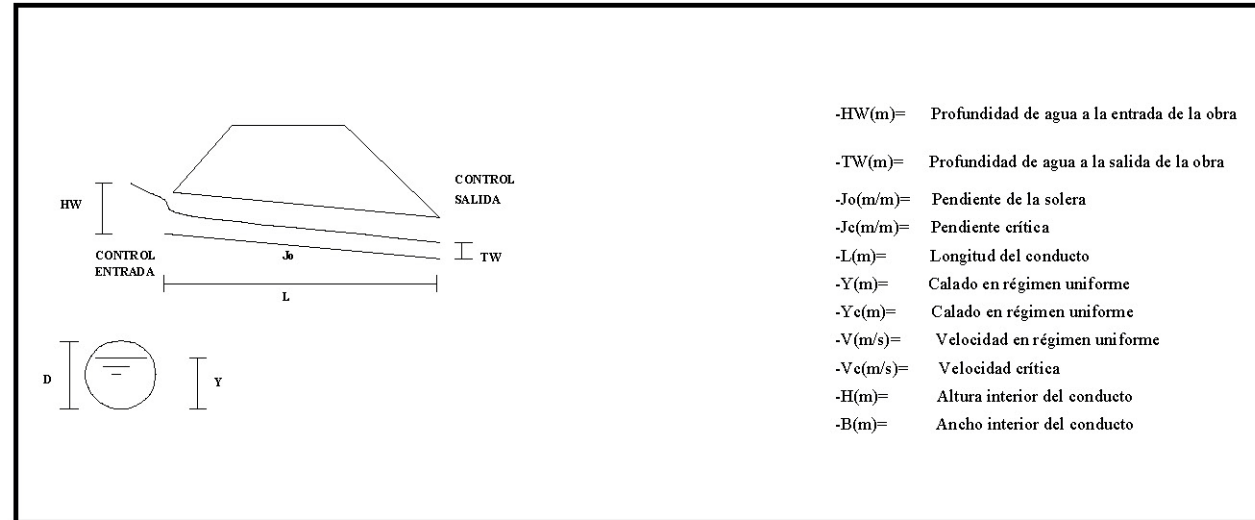 HW
CONTROL
ENTRADA
Jo
L
CONTROL
SALIDA
TW
D
Y
-HW(m)= Profundidad de agua a la entrada de la obra
-TW(m)= Profundidad de agua a la salida de la obra
-Jo(m/m)= Pendiente de la solera
-Jc(m/m)= Pendiente crítica
-L(m)= Longitud del conducto
-Y(m)= Calado en régimen uniforme
-Yc(m)= Calado en régimen uniforme
-V(m/s)= Velocidad en régimen uniforme
-Vc(m/s)= Velocidad crítica
-H(m)= Altura interior del conducto
-B(m)= Ancho interior del conducto